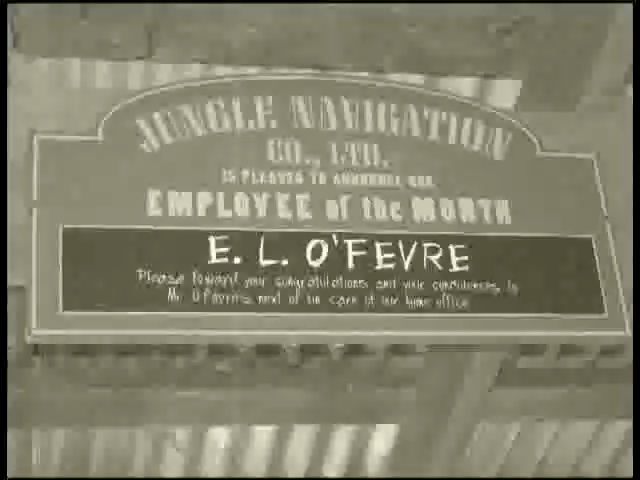 JUNGLE NAVIGATION
CO., LTD.
IS PLEASED TO ANNOUNCE OUR
EMPLOYEE of the MONTH
E. L. O'FEVRE
Please forward your congratulations and your condolences, to
Mr. O'Fevre's next of kin care of our home office